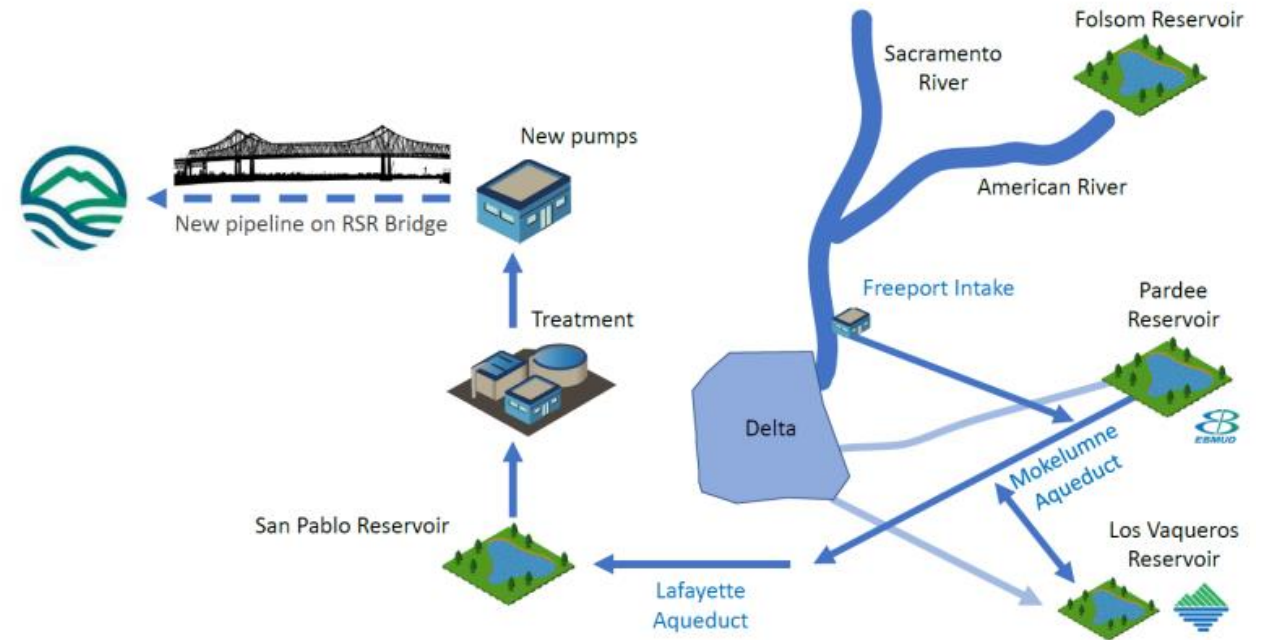 Folsom Reservoir
Sacramento
River
New pumps
American River
New pipeline on RSR Bridge
Freeport Intake
Pardee
Reservoir
Treatment
Delta
EBMUD
Mokelumne
Aqueduct
San Pablo Reservoir
Los Vaqueros
Reservoir
Lafayette
Aqueduct